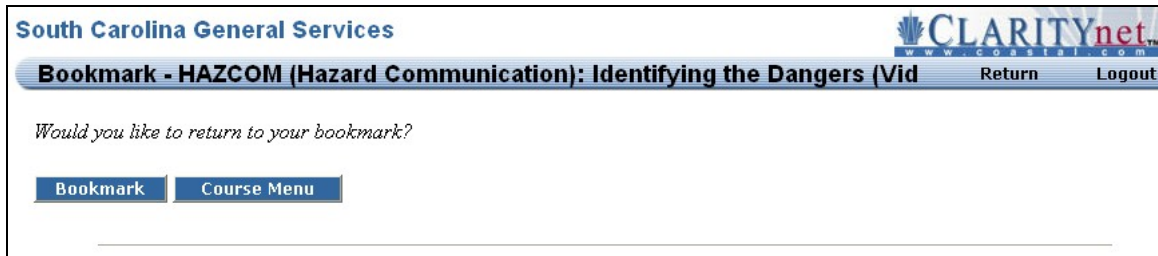 South Carolina General Services
CLARITYnet™
www.coastal.com
Bookmark - HAZCOM (Hazard Communication): Identifying the Dangers (Vid
Return
Logout
Would you like to return to your bookmark?
Bookmark
Course Menu